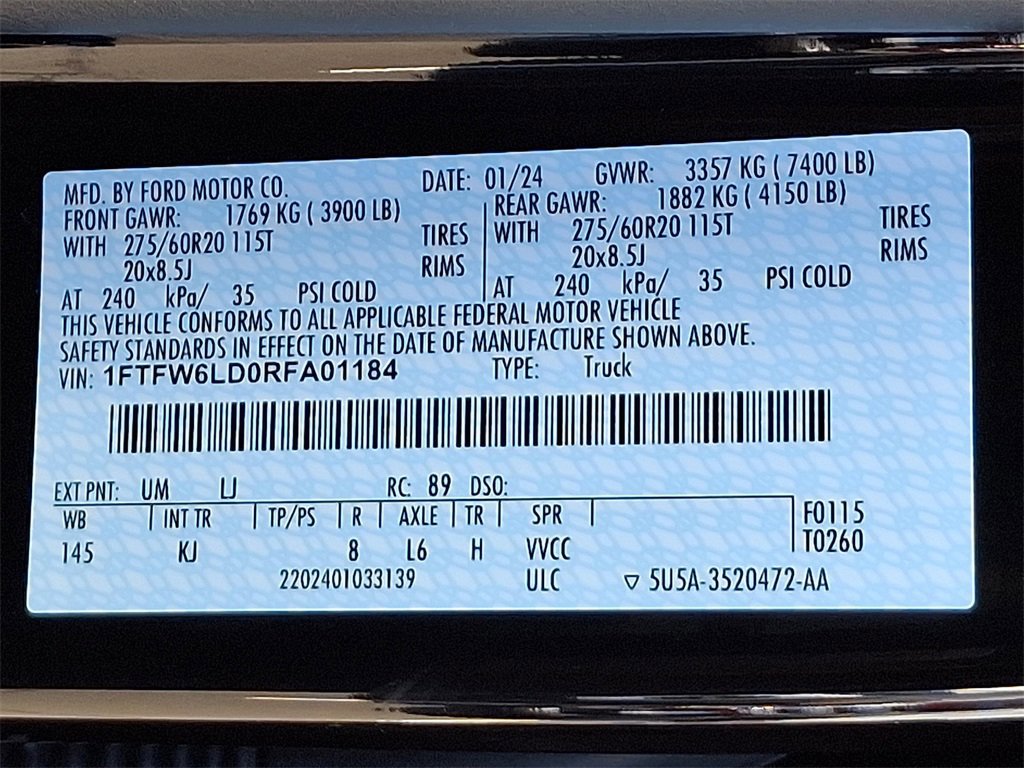 MFD. BY FORD MOTOR CO. DATE: 01/24 GVWR: 3357 KG ( 7400 LB)
FRONT GAWR: 1769 KG ( 3900 LB) REAR GAWR: 1882 KG ( 4150 LB)
WITH 275/60R20 115T TIRES WITH 275/60R20 115T TIRES
20x8.5J RIMS 20x8.5J RIMS
AT 240 kPa/ 35 PSI COLD AT 240 kPa/ 35 PSI COLD
THIS VEHICLE CONFORMS TO ALL APPLICABLE FEDERAL MOTOR VEHICLE
SAFETY STANDARDS IN EFFECT ON THE DATE OF MANUFACTURE SHOWN ABOVE.
VIN: 1FTFW6LD0RFA01184 TYPE: Truck
EXT PNT: UM LJ RC: 89 DSO:
WB INT TR TP/PS R AXLE TR SPR F0115
145 KJ 8 L6 H VVCC T0260
2202401033139 ULC ▽ 5U5A-3520472-AA